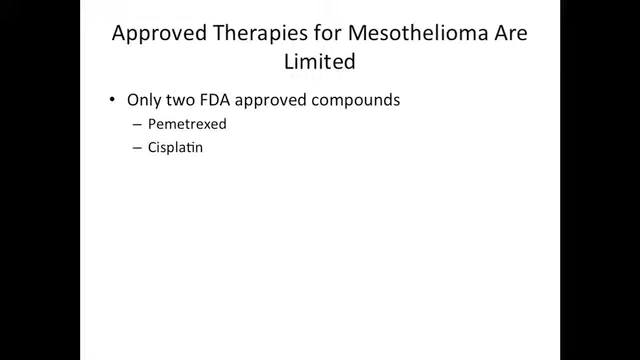 Approved Therapies for Mesothelioma Are
Limited
• Only two FDA approved compounds
– Pemetrexed
– Cisplatin